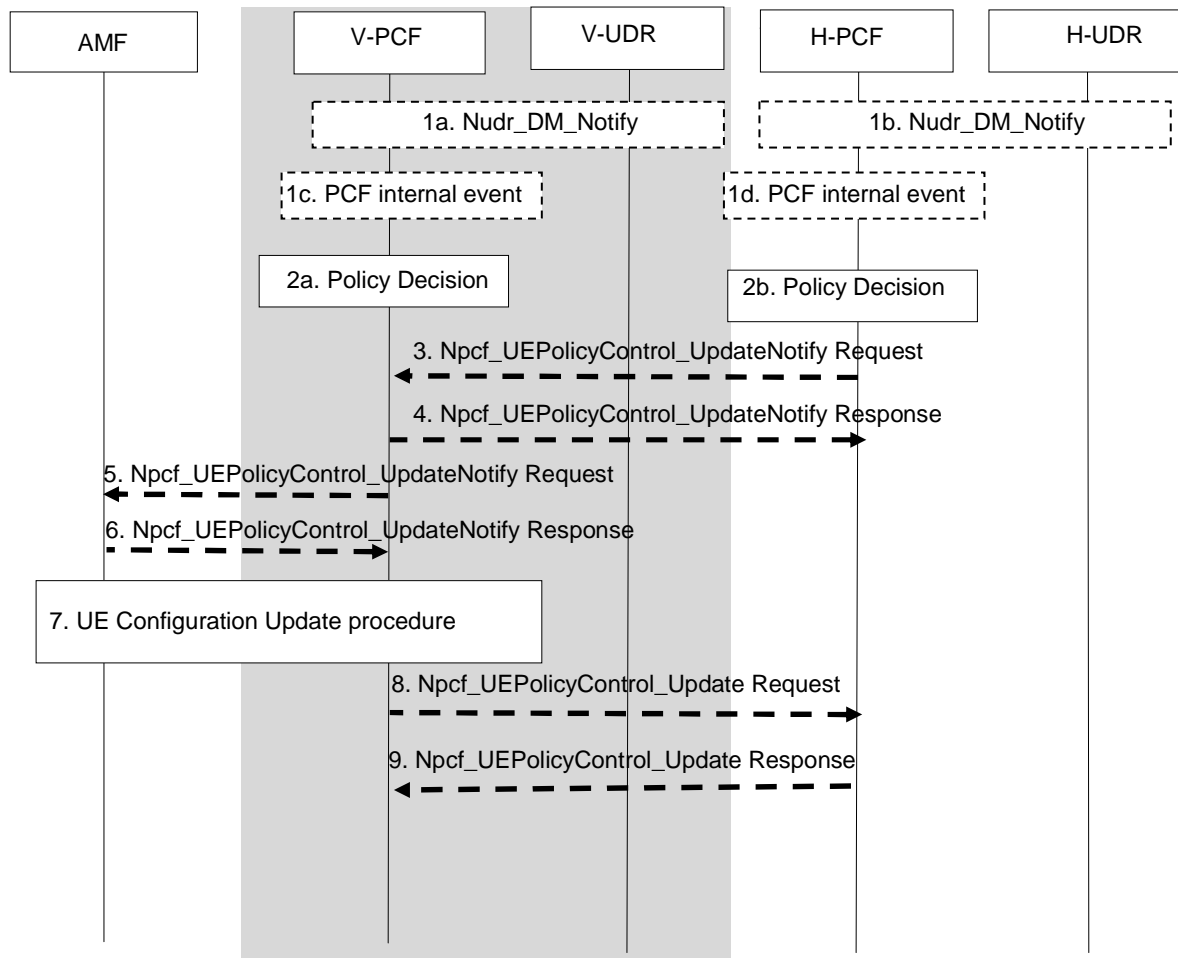 AMF
V-PCF
V-UDR
H-PCF
H-UDR
1a. Nudr_DM_Notify
1b. Nudr_DM_Notify
1c. PCF internal event
1d. PCF internal event
2a. Policy Decision
2b. Policy Decision
3. Npcf_UEPolicyControl_UpdateNotify Request
4. Npcf_UEPolicyControl_UpdateNotify Response
5. Npcf_UEPolicyControl_UpdateNotify Request
6. Npcf_UEPolicyControl_UpdateNotify Response
7. UE Configuration Update procedure
8. Npcf_UEPolicyControl_Update Request
9. Npcf_UEPolicyControl_Update Response